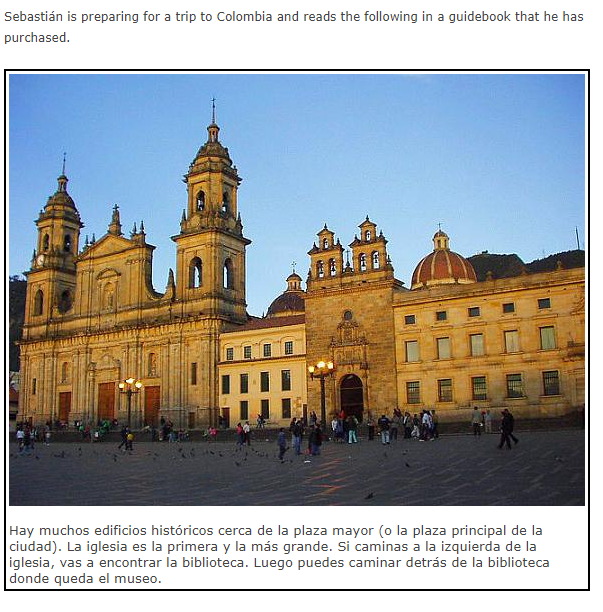 Sebastián is preparing for a trip to Colombia and reads the following in a guidebook that he has
purchased.
Hay muchos edificios históricos cerca de la plaza mayor (o la plaza principal de la
ciudad). La iglesia es la primera y la más grande. Si caminas a la izquierda de la
iglesia, vas a encontrar la biblioteca. Luego puedes caminar detrás de la biblioteca
donde queda el museo.